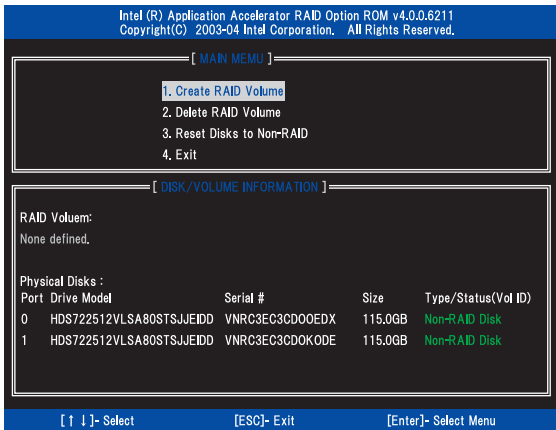 Intel (R) Application Accelerator RAID Option ROM v4.0.0.6211
Copyright(C) 2003-04 Intel Corporation. All Rights Reserved.
[ MAIN MEMU ]
1. Create RAID Volume
2. Delete RAID Volume
3. Reset Disks to Non-RAID
4. Exit
[ DISK/VOLUME INFORMATION ]
RAID Voluem:
None defined.
Physical Disks :
Port Drive Model Serial # Size Type/Status(Vol ID)
0 HDS722512VLSA80STSJJEIDD VNRC3EC3CDOOEDX 115.0GB Non-RAID Disk
1 HDS722512VLSA80STSJJEIDD VNRC3EC3CDOKODE 115.0GB Non-RAID Disk
[↑↓]- Select [ESC]- Exit [Enter]- Select Menu